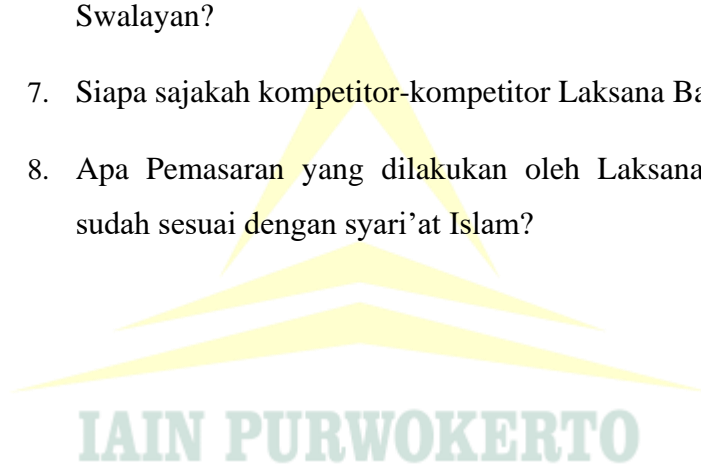 Swalayan?
7. Siapa sajakah kompetitor-kompetitor Laksana
8. Apa Pemasaran yang dilakukan oleh Laksana
sudah sesuai dengan syari’at Islam?
IAIN PURWOKERTO